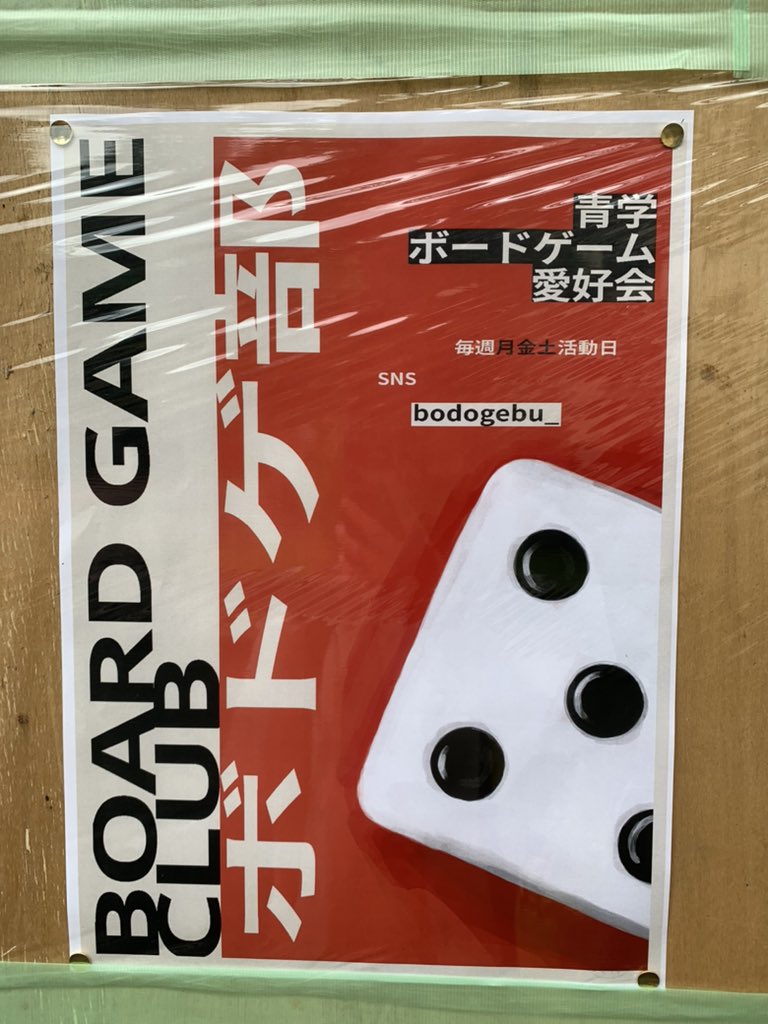 BOARD GAME
CLUB
ボドゲ部
青学
ボードゲーム
愛好会
毎週月金土活動日
SNS
bodogebu_